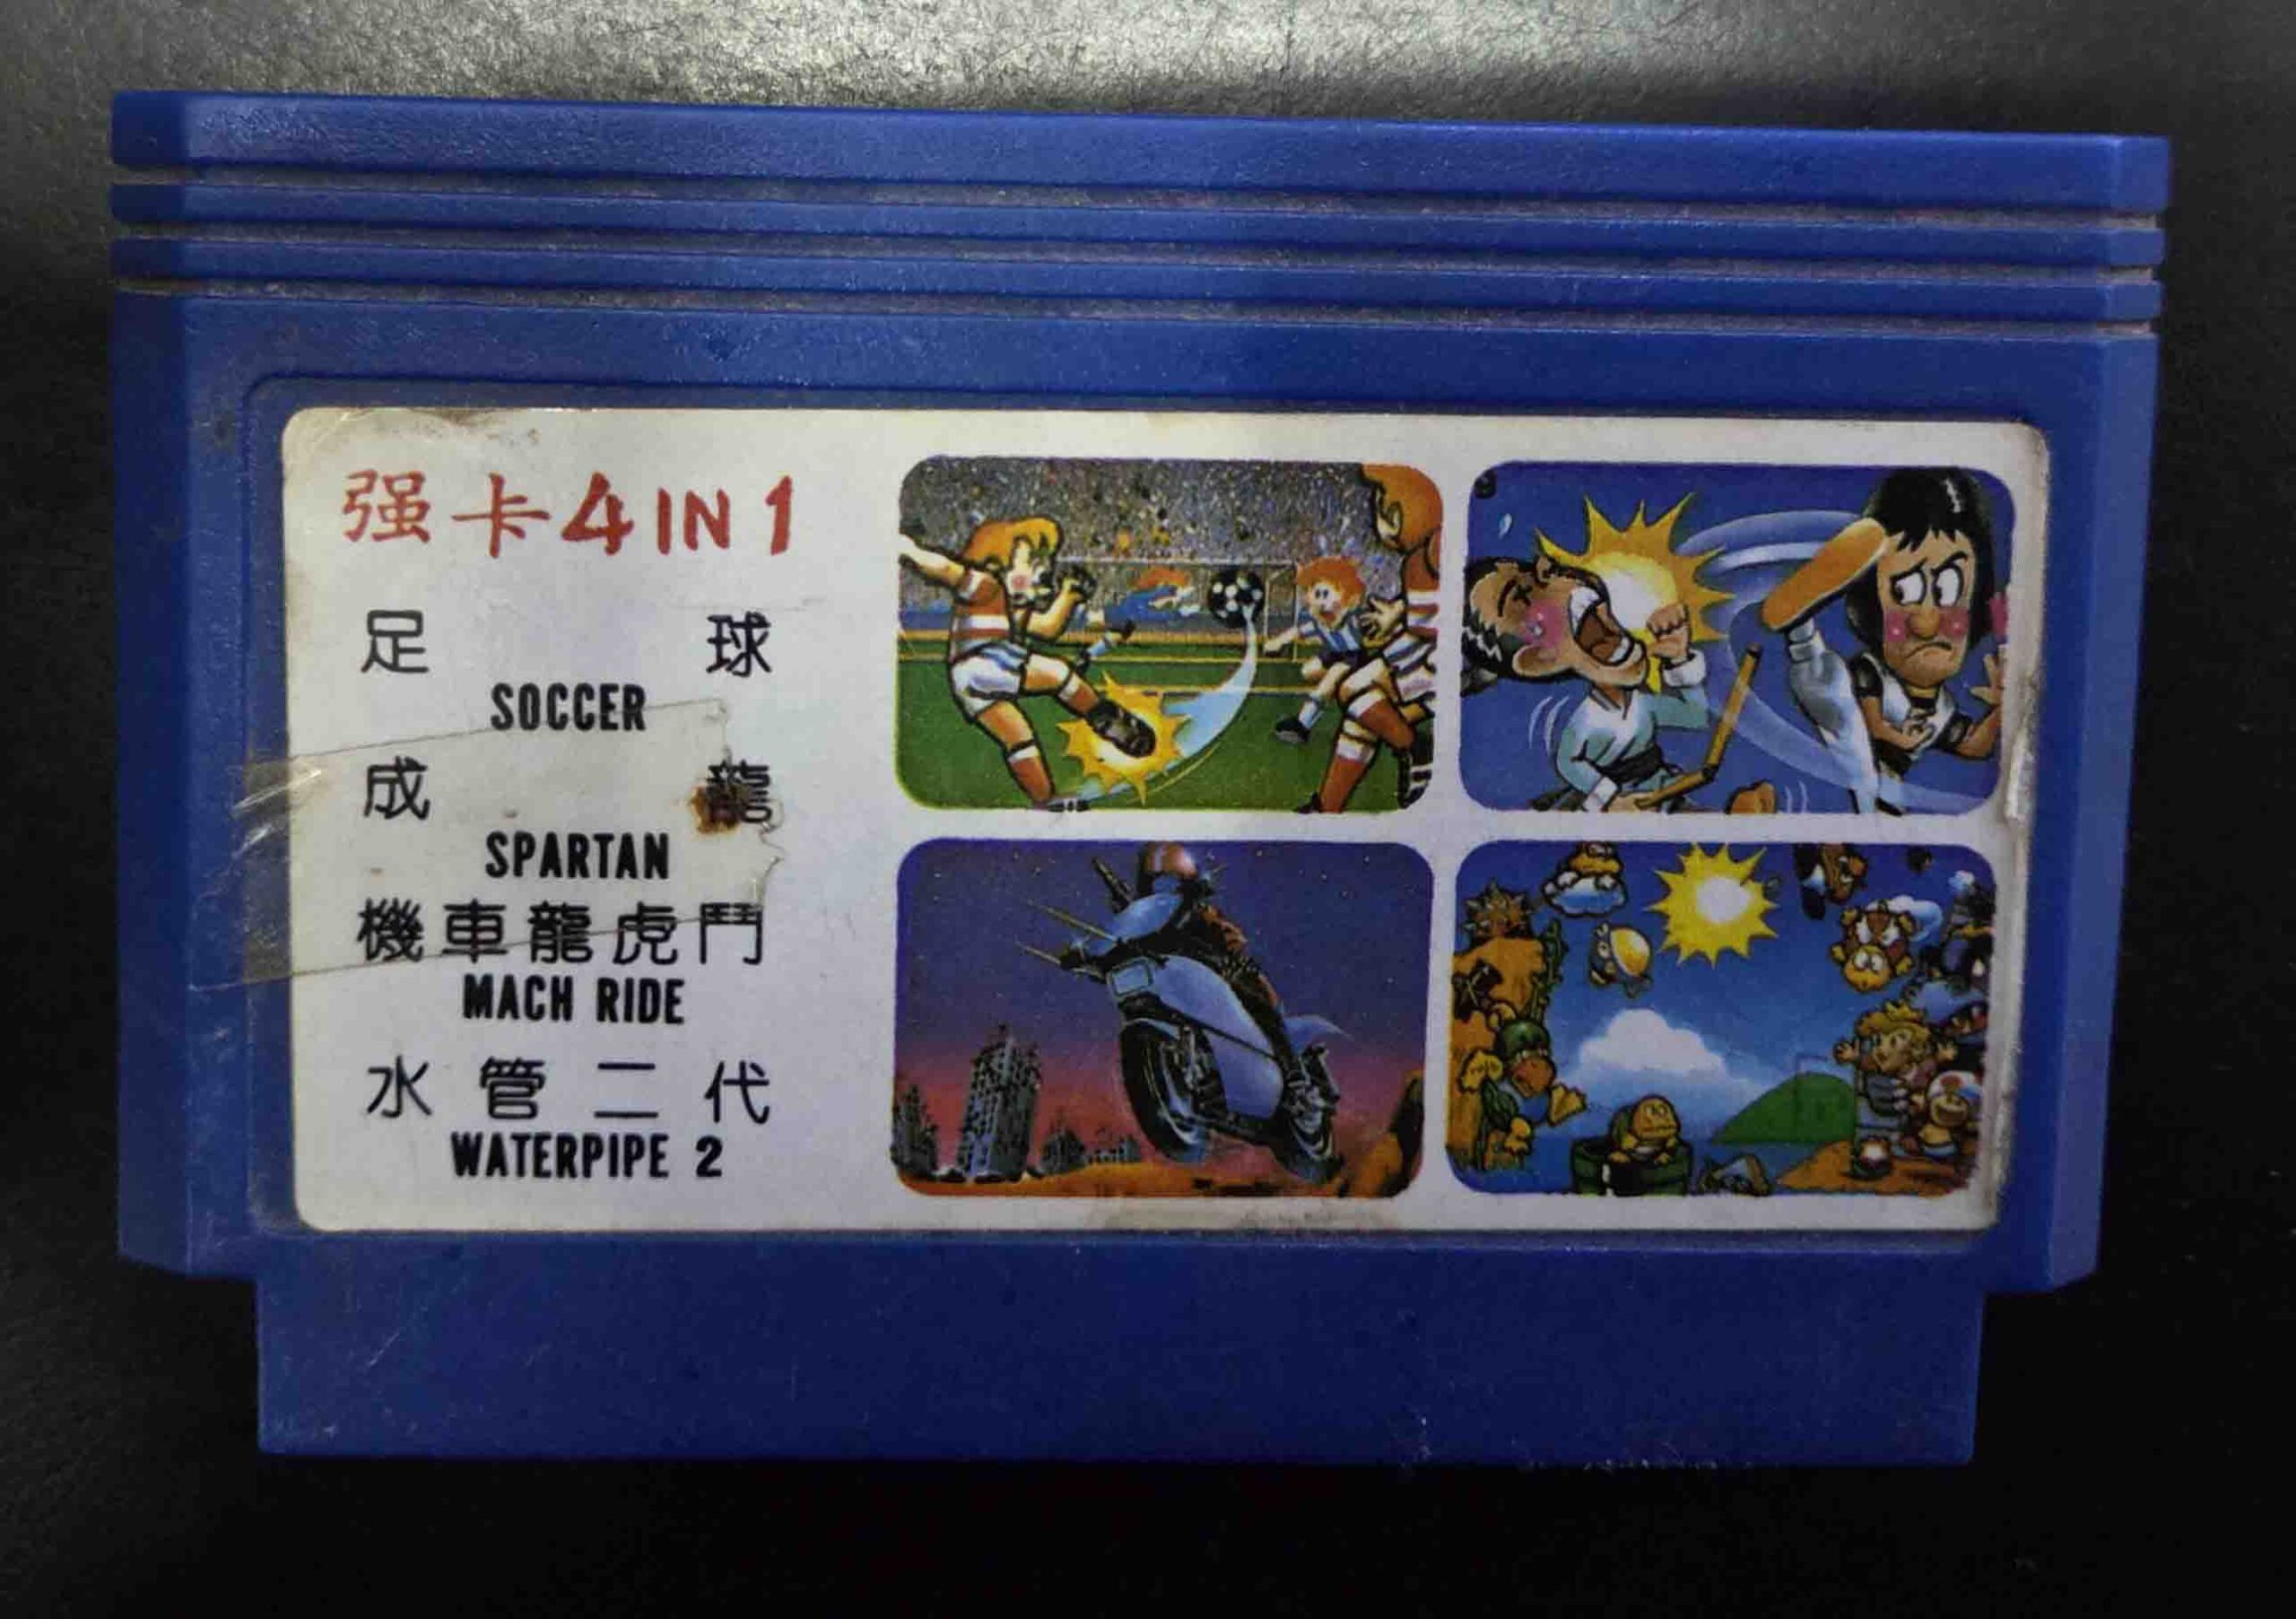 强卡4IN1
足球
SOCCER
成龍
SPARTAN
機車龍虎鬥
MACH RIDE
水管二代
WATERPIPE 2